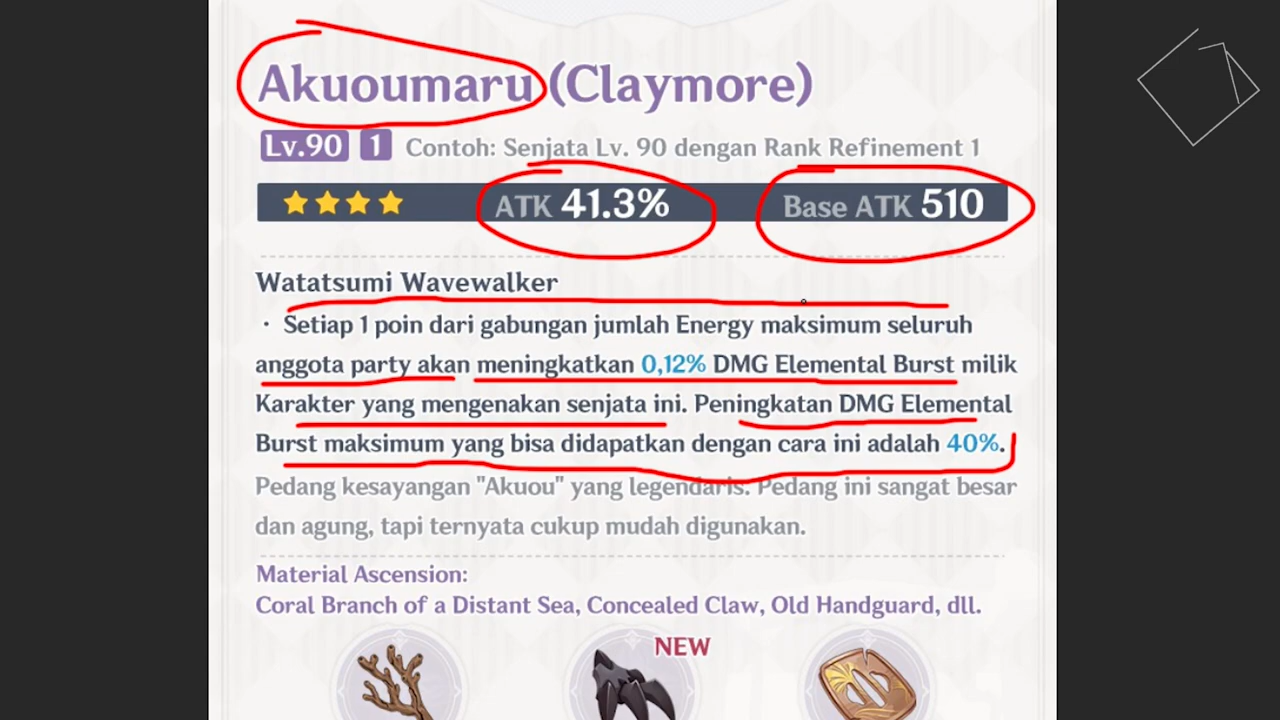 Akuoumaru (Claymore)
Lv.90 1 Contoh: Senjata Lv. 90 dengan Rank Refinement 1
ATK 41.3% Base ATK 510
Watatsumi Wavewalker
· Setiap 1 poin dari gabungan jumlah Energy maksimum seluruh
anggota party akan meningkatkan 0,12% DMG Elemental Burst milik
Karakter yang mengenakan senjata ini. Peningkatan DMG Elemental
Burst maksimum yang bisa didapatkan dengan cara ini adalah 40%.
Pedang kesayangan "Akuou" yang legendaris. Pedang ini sangat besar
dan agung, tapi ternyata cukup mudah digunakan.
Material Ascension:
Coral Branch of a Distant Sea, Concealed Claw, Old Handguard, dll.
NEW